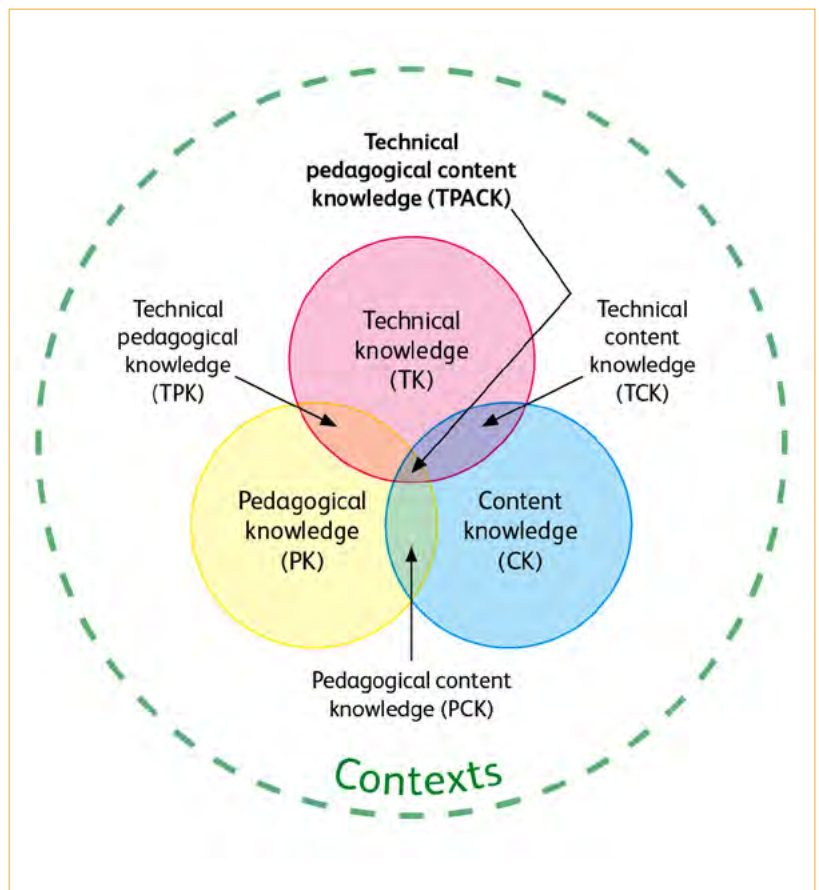 Technical
pedagogical content
knowledge (TPACK)
Technical
pedagogical
knowledge
(TPK)
Technical
knowledge
(TK)
Technical
content
knowledge
(TCK)
Pedagogical
knowledge
(PK)
Content
knowledge
(CK)
Pedagogical content
knowledge (PCK)
Contexts